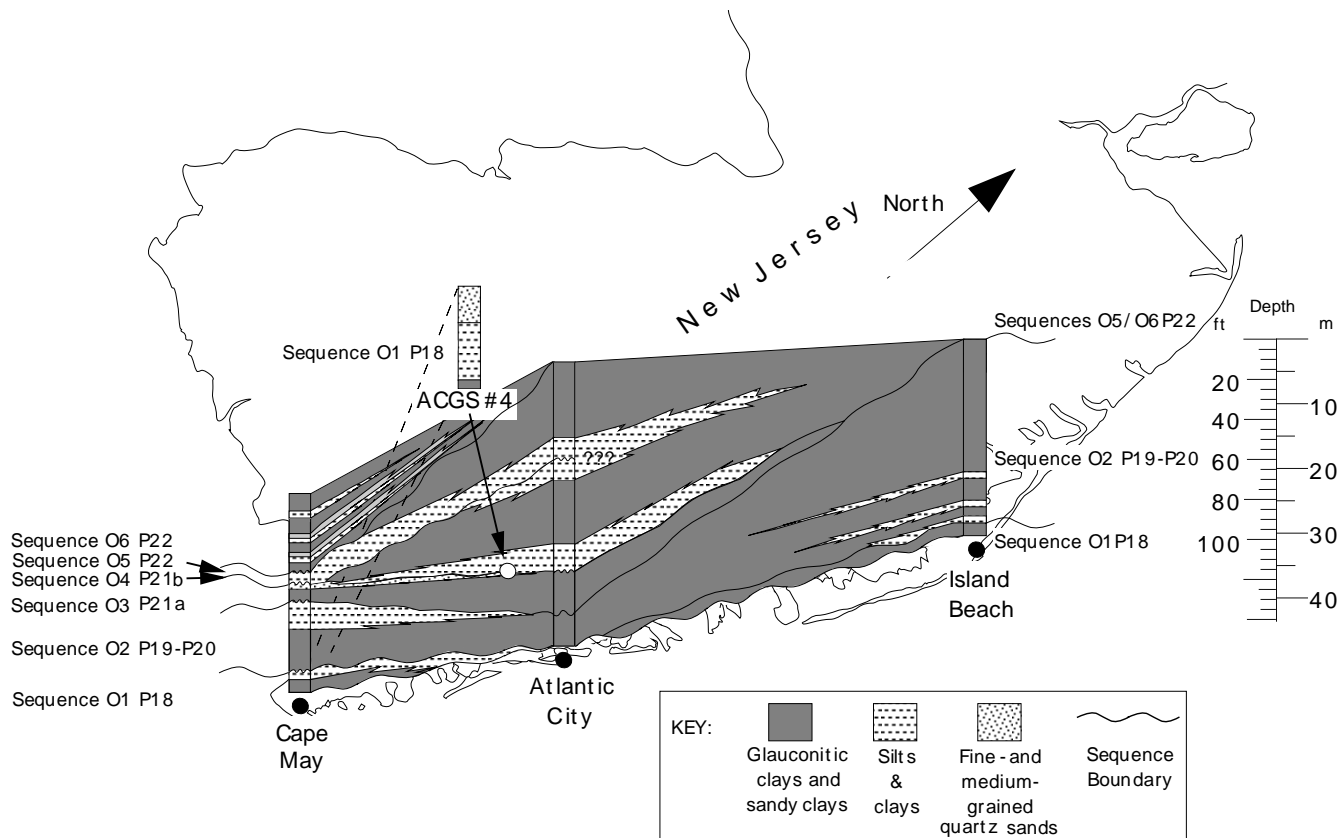 New Jersey
North
Sequence O1 P18
ACGS #4
???
Sequences O5/O6P22
Sequence O2 P19-P20
Sequence O1P18
Depth
ft
m
20
40
60
80
100
10
20
30
40
Sequence O6 P22
Sequence O5 P22
Sequence O4 P21b
Sequence O3 P21a
Sequence O2 P19-P20
Sequence O1 P18
Cape
May
Atlantic
City
Island
Beach
KEY:
Glauconitic
clays and
sandy clays
Silts
&
clays
Fine-and
medium-
grained
quartz sands
Sequence
Boundary